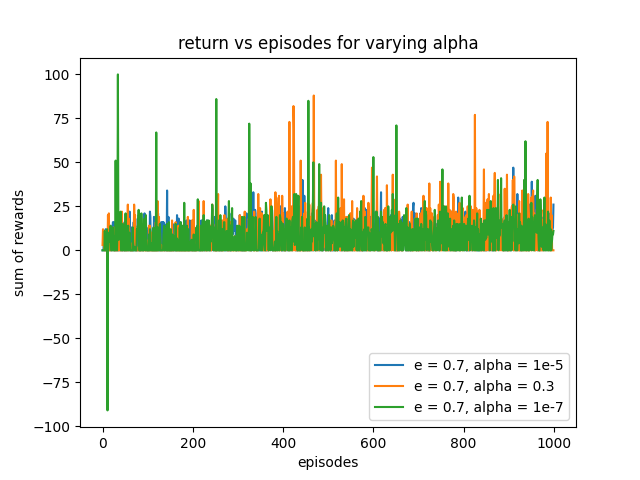 return vs episodes for varying alpha
100
75
50
25
0
−25
−50
−75
−100
sum of rewards
0
200
400
600
800
1000
episodes
e = 0.7, alpha = 1e-5
e = 0.7, alpha = 0.3
e = 0.7, alpha = 1e-7